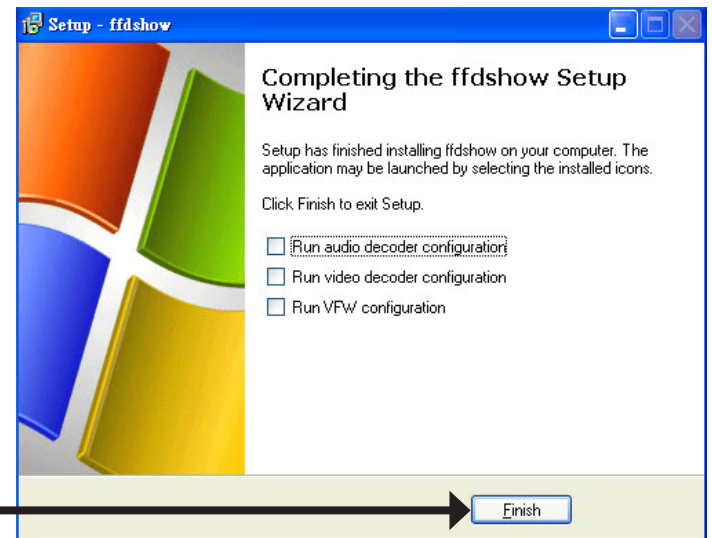 Setup - ffdshow
Completing the ffdshow Setup
Wizard
Setup has finished installing ffdshow on your computer. The
application may be launched by selecting the installed icons.
Click Finish to exit Setup.
Run audio decoder configuration
Run video decoder configuration
Run VFW configuration
Finish